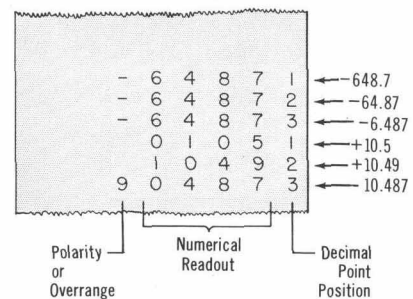 - 6 4 8 7 1 -648.7
- 6 4 8 7 2 -64.87
- 6 4 8 7 3 -6.487
0 1 0 5 1 +10.5
1 0 4 9 2 +10.49
9 0 4 8 7 3 10.487
Polarity or Overrange
Numerical Readout
Decimal Point Position